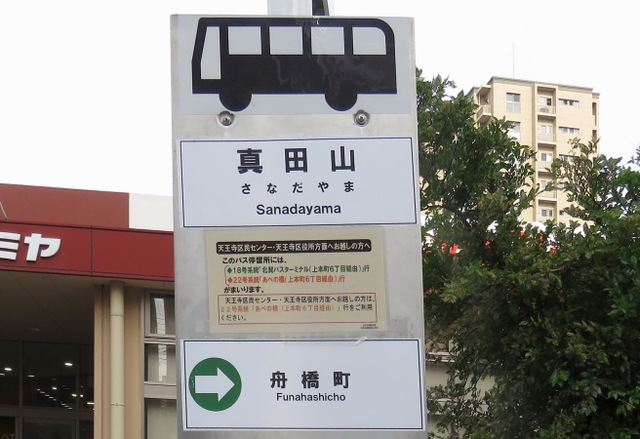 真田山
さなだやま
Sanadayama
天王寺区民センター・天王寺区役所方面へお越しの方へ
このバス停留所には、
◆18号系統「北巽バスターミナル(上本町6丁目経由)」行
◆22号系統「あべの橋(上本町6丁目経由)」行
がまいります。
天王寺区民センター・天王寺区役所方面へお越しの方は、
22号系統「あべの橋(上本町6丁目経由)」行をご利用
ください。
舟橋町
Funahashicho
ミヤ